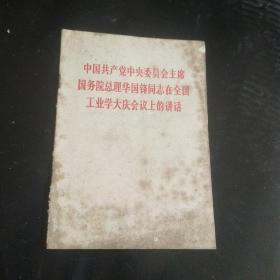 中国共产党中央委员会主席
国务院总理华国锋同志在全国
工业学大庆会议上的讲话